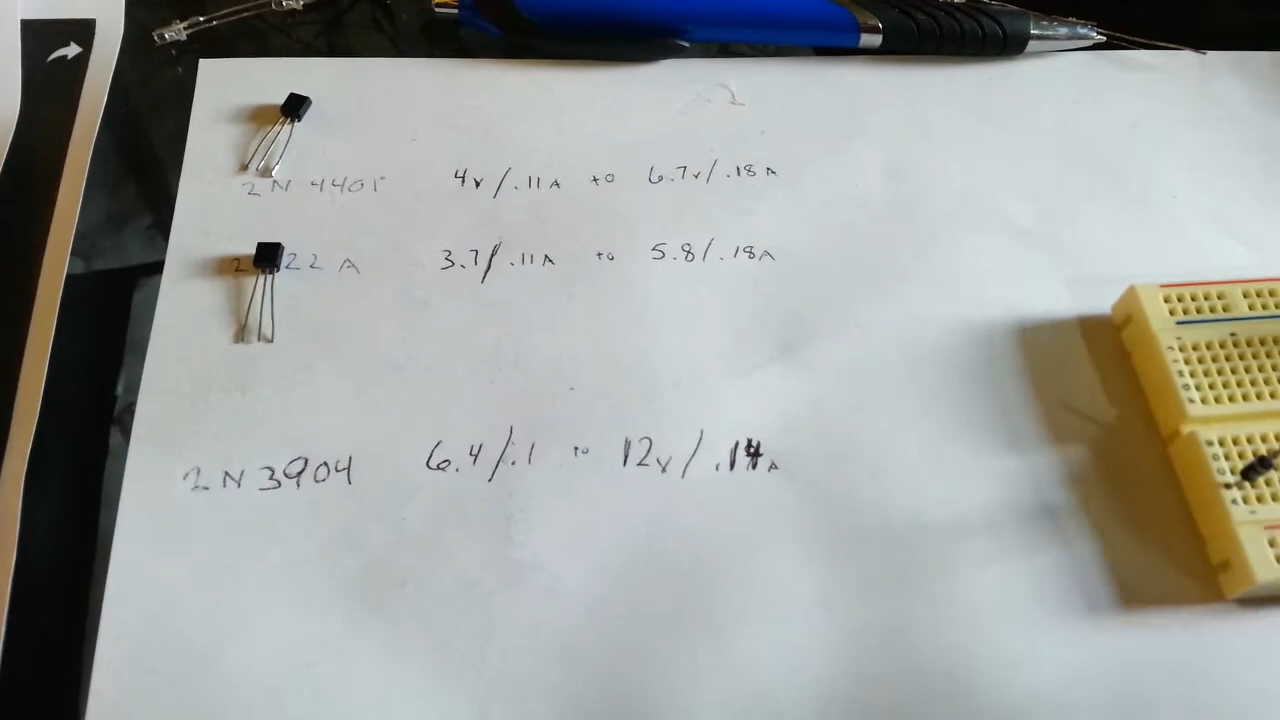 2N 4401 4v/.11A to 6.7v/.18A
22 A 3.7/.11A to 5.8/.18A
2N3904 6.4/.1 to 12v/.14A